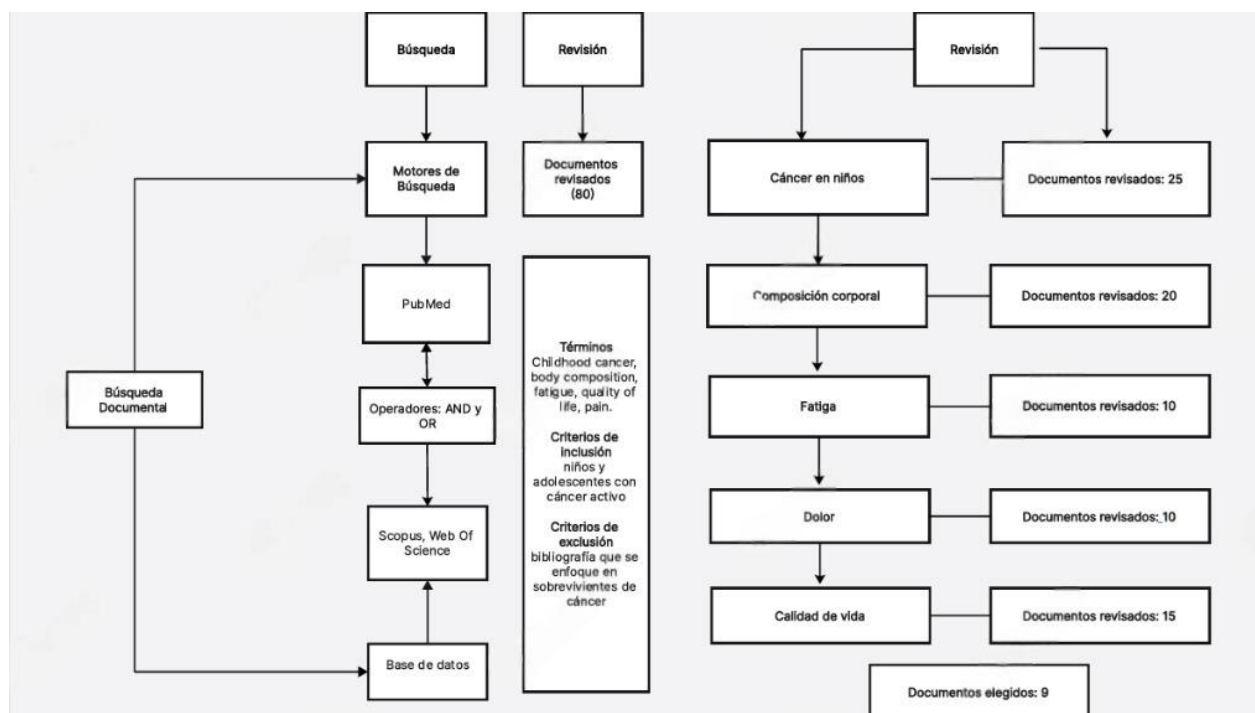 Búsqueda
Revisión
Revisión
Motores de
Búsqueda
Documentos
revisados
(80)
Cáncer en niños
Documentos revisados: 25
PubMed
Composición corporal
Documentos revisados: 20
Búsqueda
Documental
Operadores: AND y
OR
Términos
Childhood cancer,
body composition,
fatigue, quality of
life, pain.
Criterios de
inclusión
niños y
adolescentes con
cáncer activo
Criterios de
exclusión
bibliografía que se
enfoque en
sobrevivientes de
cáncer
Fatiga
Documentos revisados: 10
Scopus, Web Of
Science
Dolor
Documentos revisados: 10
Calidad de vida
Documentos revisados: 15
Base de datos
Documentos elegidos: 9